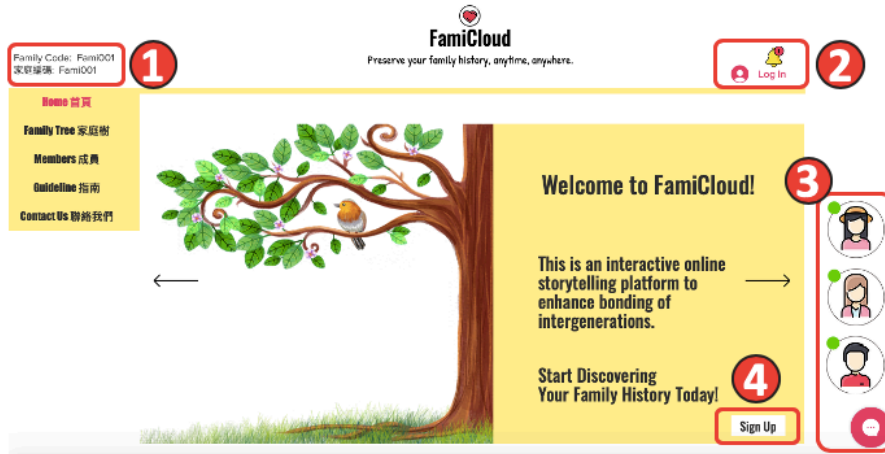 FamiCloud
Preserve your family history, anytime, anywhere.
Family Code: Fami001
家庭編碼: Fami001
1
Log In
2
Home 首頁
Family Tree 家庭樹
Members 成員
Guideline 指南
Contact Us 聯絡我們
Welcome to FamiCloud!
3
This is an interactive online
storytelling platform to
enhance bonding of
intergenerations.
Start Discovering
Your Family History Today!
4
Sign Up